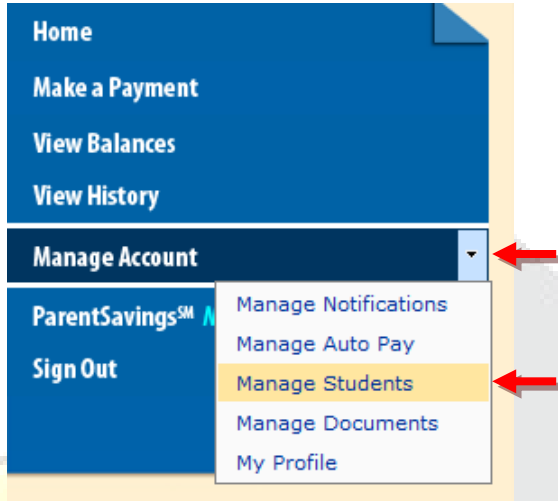 Home
Make a Payment
View Balances
View History
Manage Account
ParentSavings℠
Sign Out
Manage Notifications
Manage Auto Pay
Manage Students
Manage Documents
My Profile